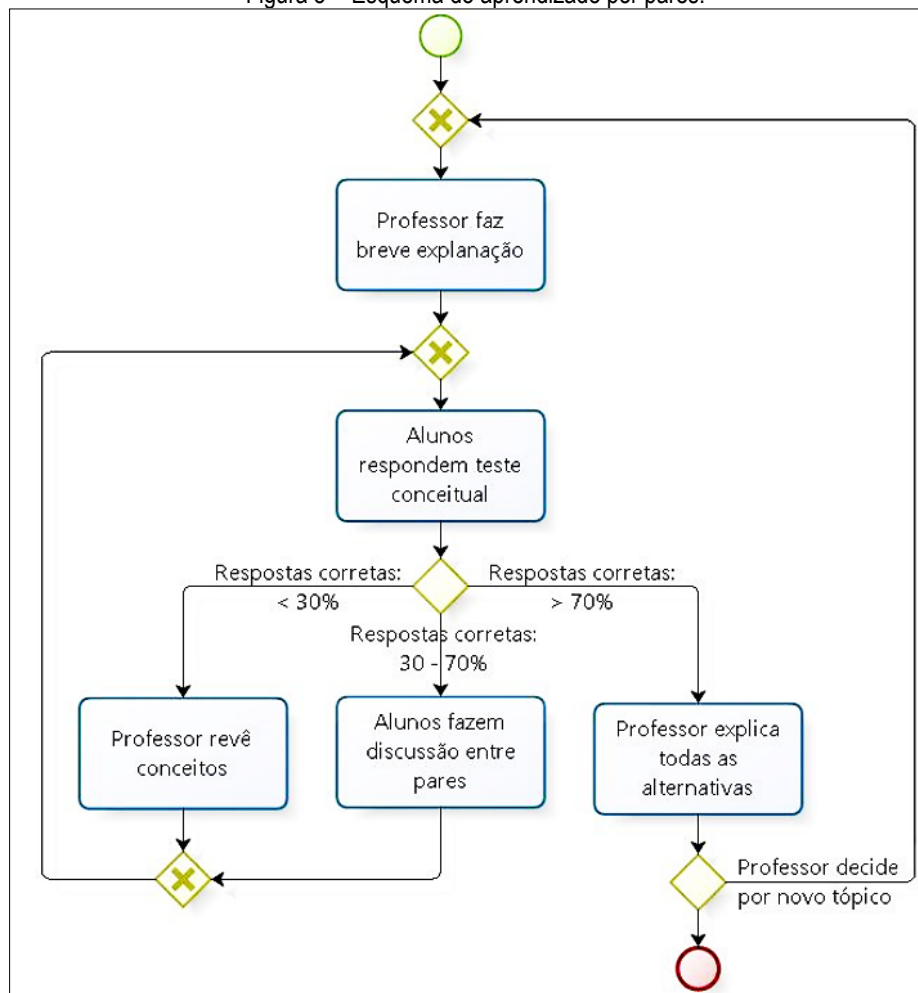 Professor faz
breve explanação
Alunos
respondem teste
conceitual
Respostas corretas:
< 30%
Respostas corretas:
30 - 70%
Respostas corretas:
> 70%
Professor revê
conceitos
Alunos fazem
discussão entre
pares
Professor explica
todas as
alternativas
Professor decide
por novo tópico